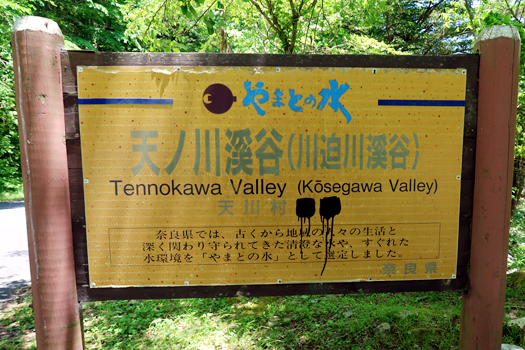 やまとの水
天ノ川溪谷（川迫川溪谷）
Tennokawa Valley (Kōsegawa Valley)
天川村
奈良県では、古くから地域の人々の生活と
深く関わり守られてきた清澄な水や、すぐれた
水環境を「やまとの水」として選定しました。
奈良県